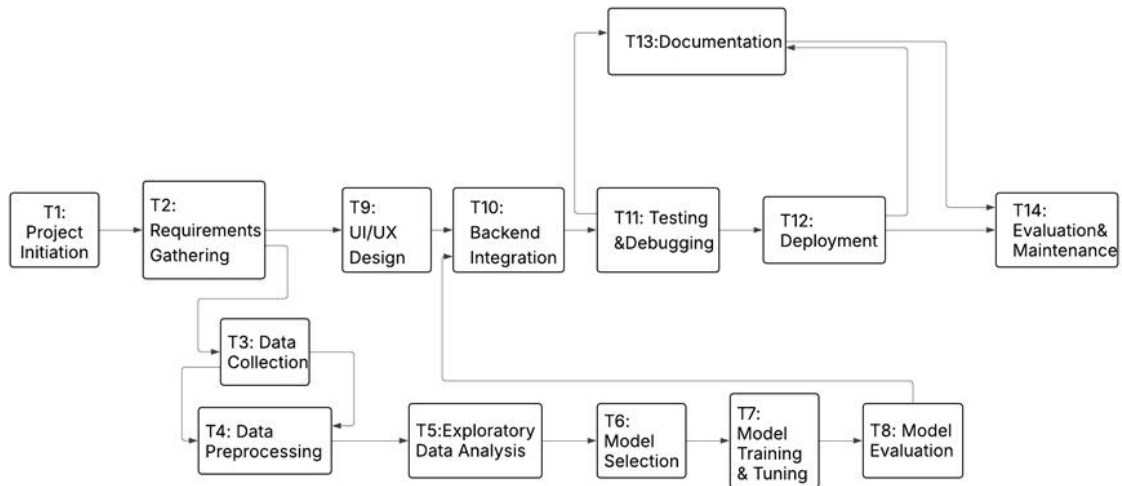 T13:Documentation
T1:
Project
Initiation
T2:
Requirements
Gathering
T9:
UI/UX
Design
T10:
Backend
Integration
T11: Testing
&Debugging
T12:
Deployment
T14:
Evaluation&
Maintenance
T3: Data
Collection
T4: Data
Preprocessing
T5:Exploratory
Data Analysis
T6:
Model
Selection
T7:
Model
Training
& Tuning
T8: Model
Evaluation